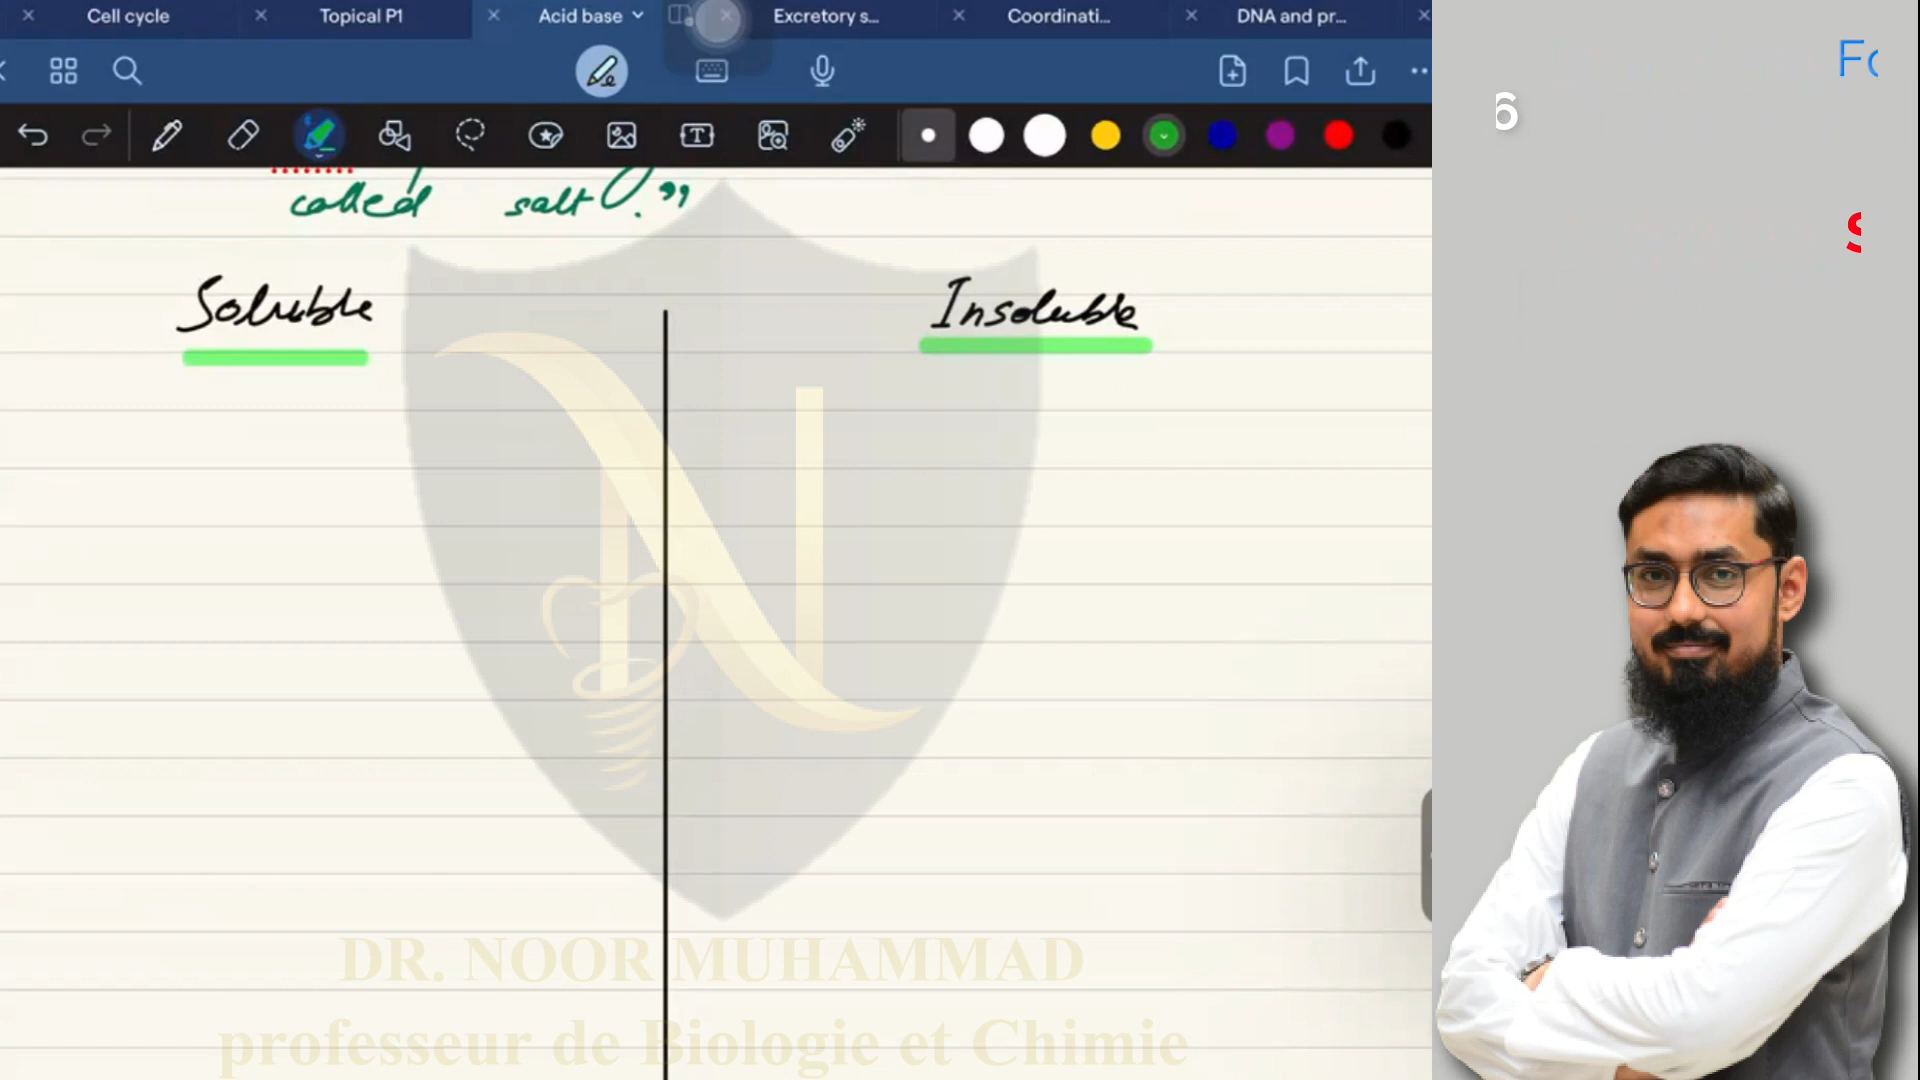 Cell cycle Topical P1 Acid base Excretory s... Coordinati... DNA and pr...
6
called salt."
Soluble Insoluble
DR. NOOR MUHAMMAD
professeur de Biologie et Chimie